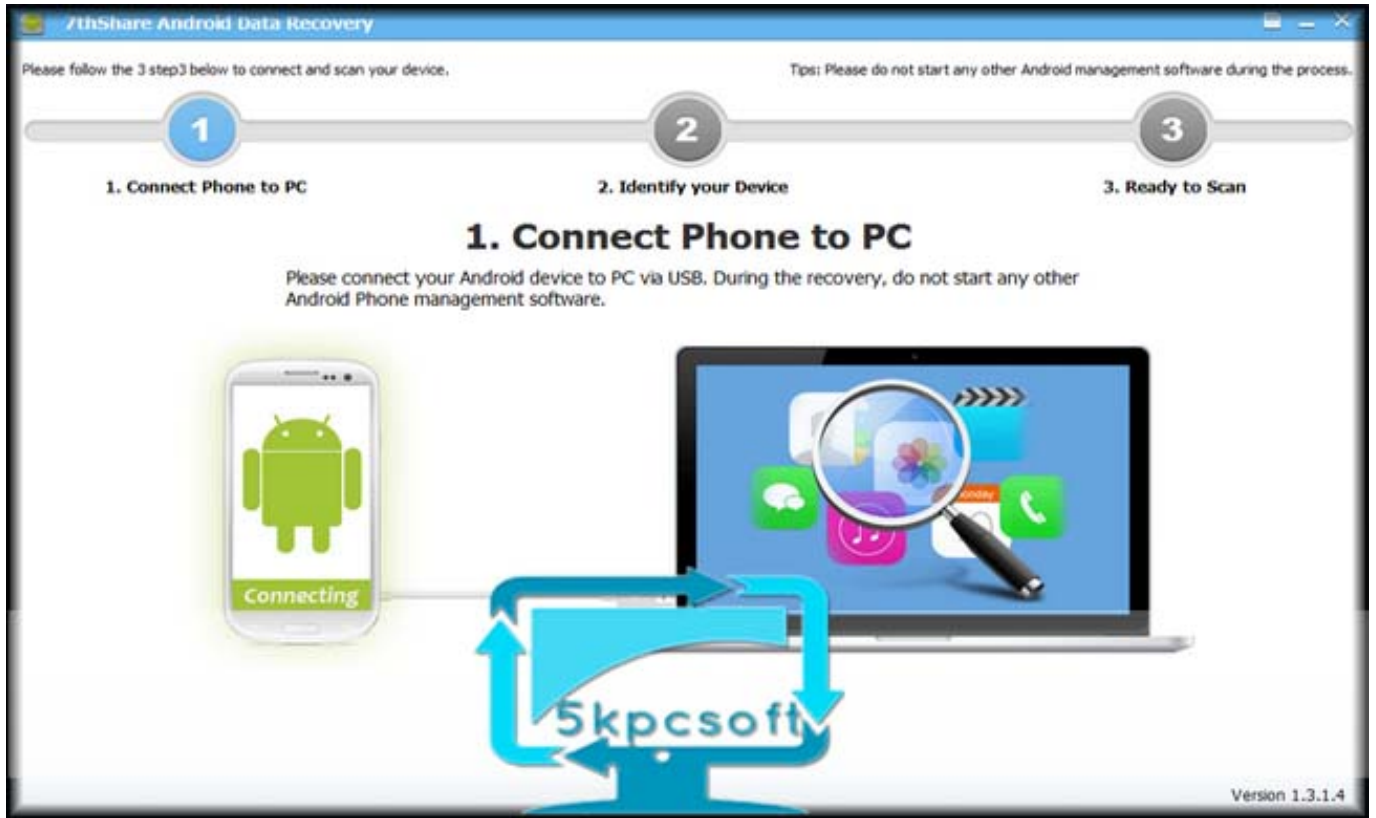 7thShare Android Data Recovery
Please follow the 3 step3 below to connect and scan your device.
Tips: Please do not start any other Android management software during the process.
1
2
3
1. Connect Phone to PC
2. Identify your Device
3. Ready to Scan
1. Connect Phone to PC
Please connect your Android device to PC via USB. During the recovery, do not start any other
Android Phone management software.
Monday
Connecting
5kpcsoft
Version 1.3.1.4